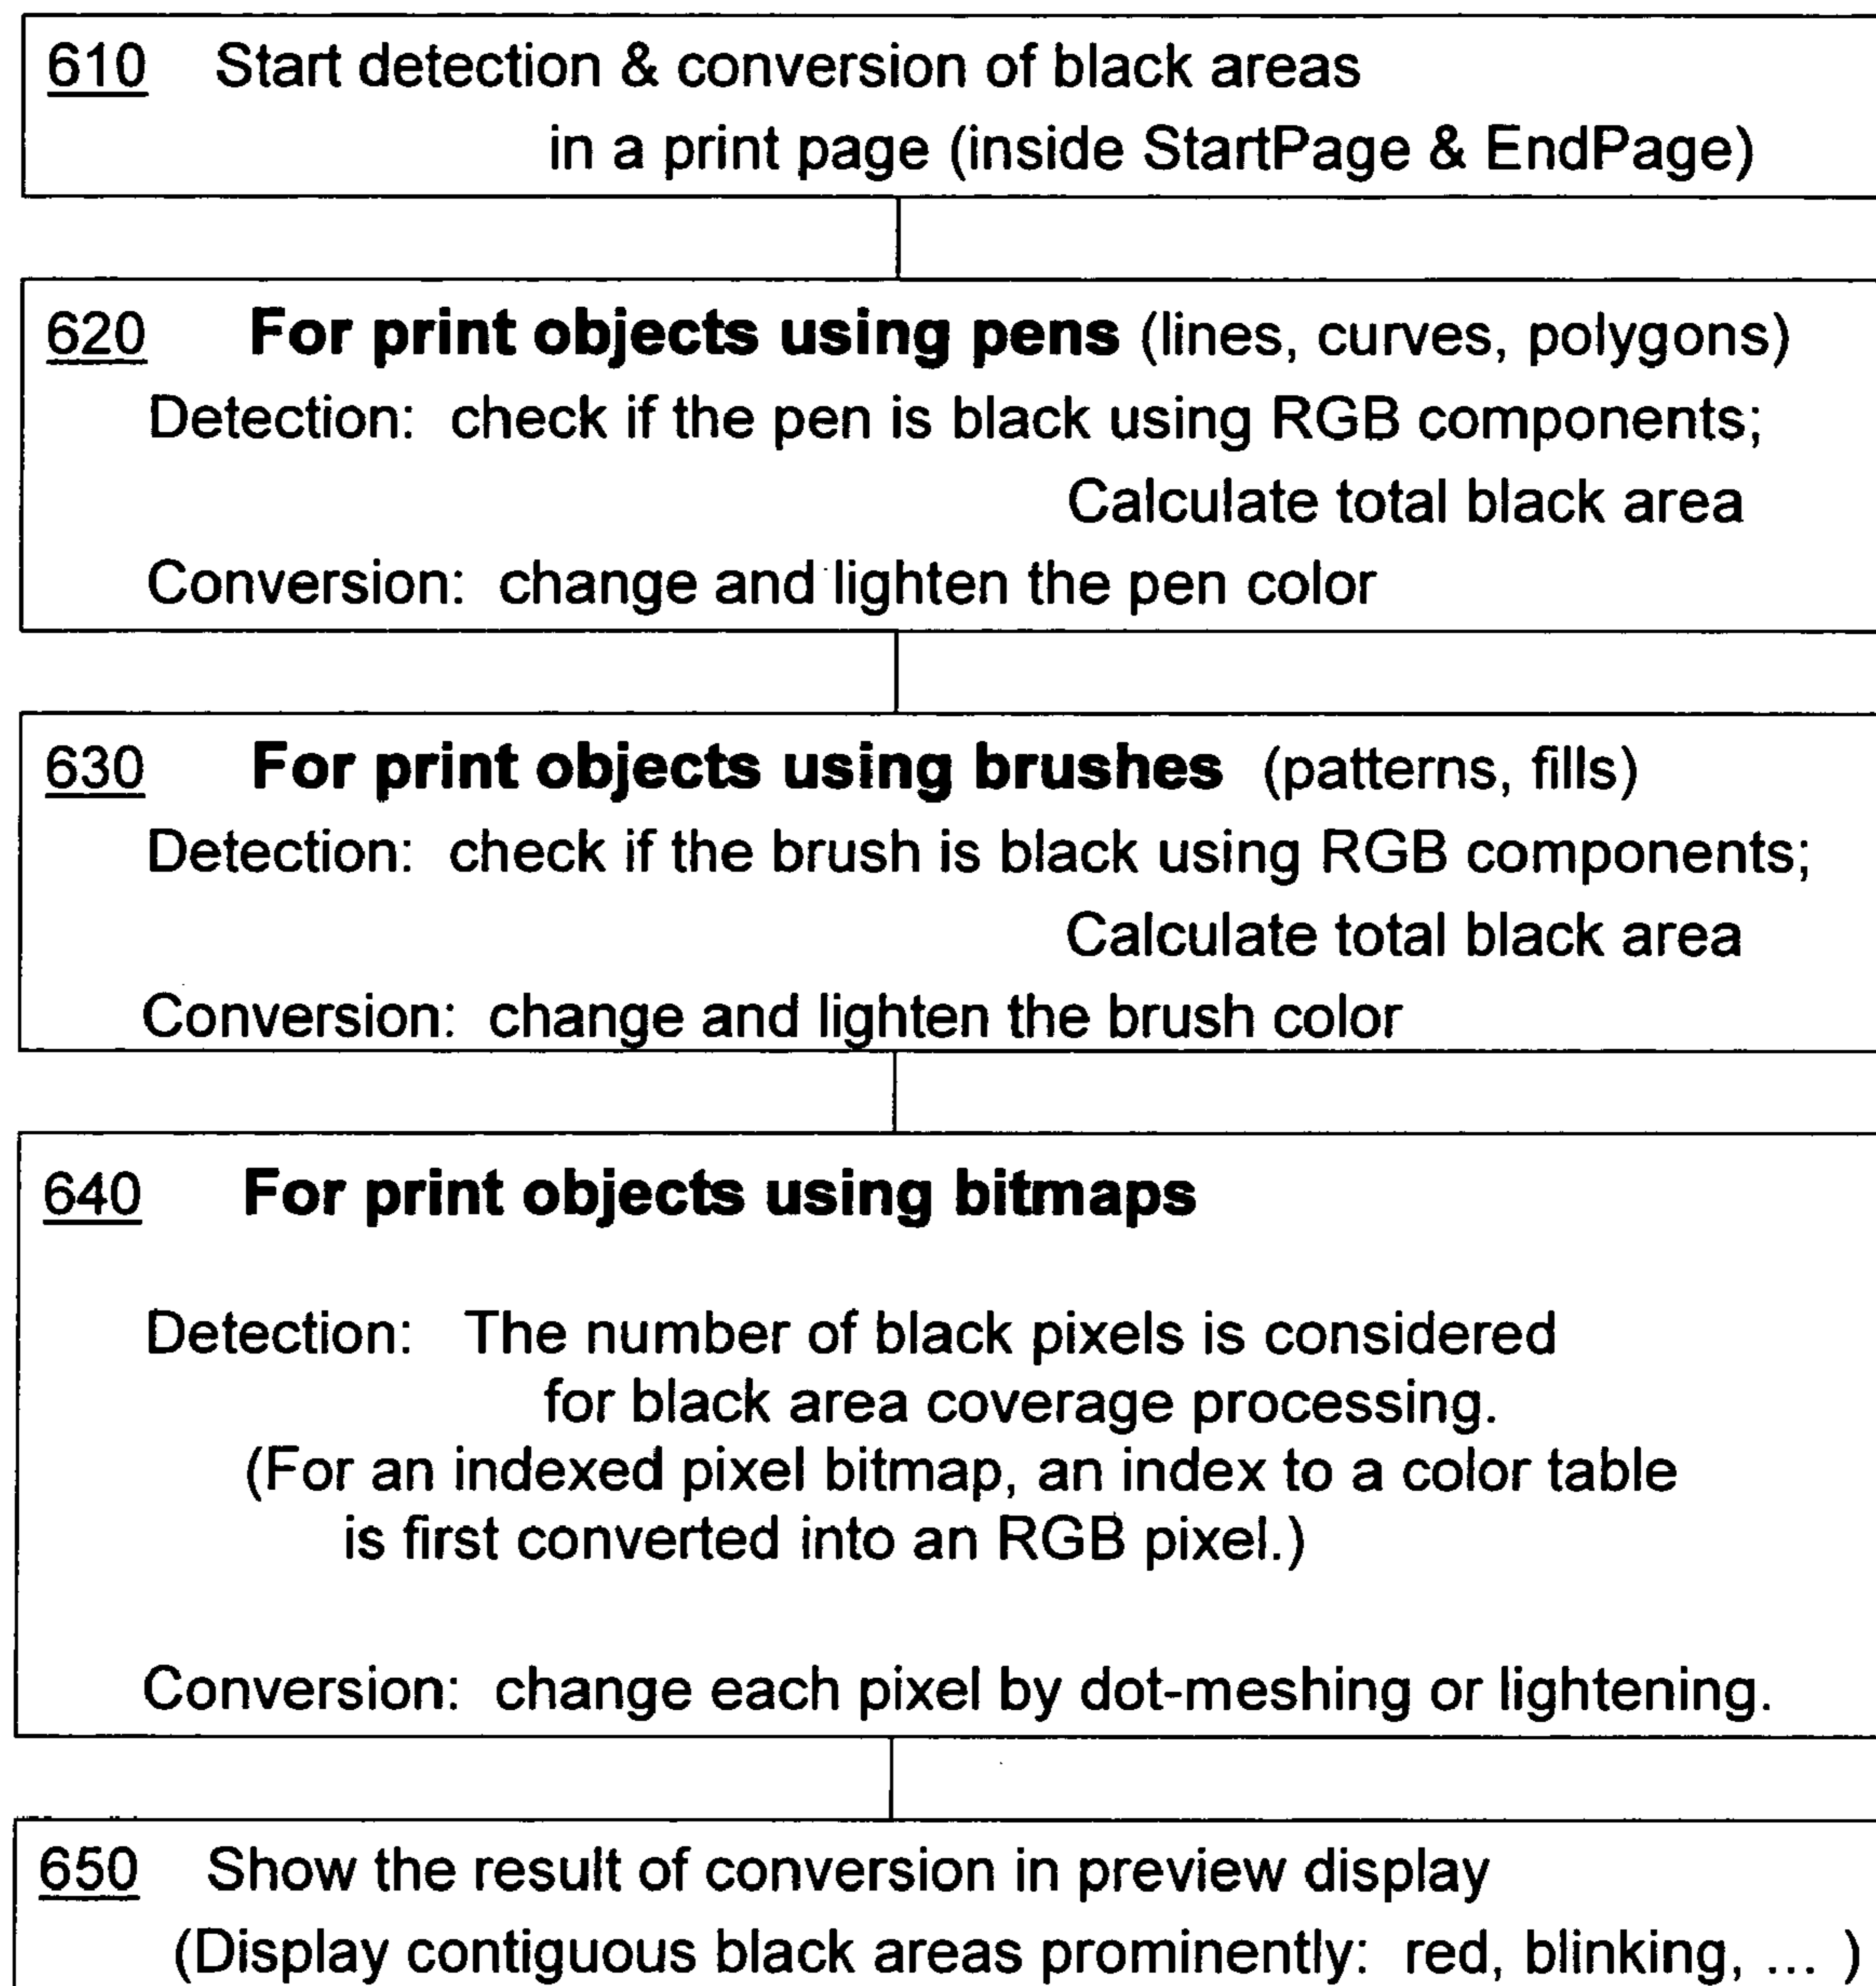 610 Start detection & conversion of black areas
in a print page (inside StartPage & EndPage)
620 For print objects using pens (lines, curves, polygons)
Detection: check if the pen is black using RGB components;
Calculate total black area
Conversion: change and lighten the pen color
630 For print objects using brushes (patterns, fills)
Detection: check if the brush is black using RGB components;
Calculate total black area
Conversion: change and lighten the brush color
640 For print objects using bitmaps
Detection: The number of black pixels is considered
for black area coverage processing.
(For an indexed pixel bitmap, an index to a color table
is first converted into an RGB pixel.)
Conversion: change each pixel by dot-meshing or lightening.
650 Show the result of conversion in preview display
(Display contiguous black areas prominently: red, blinking, ... )